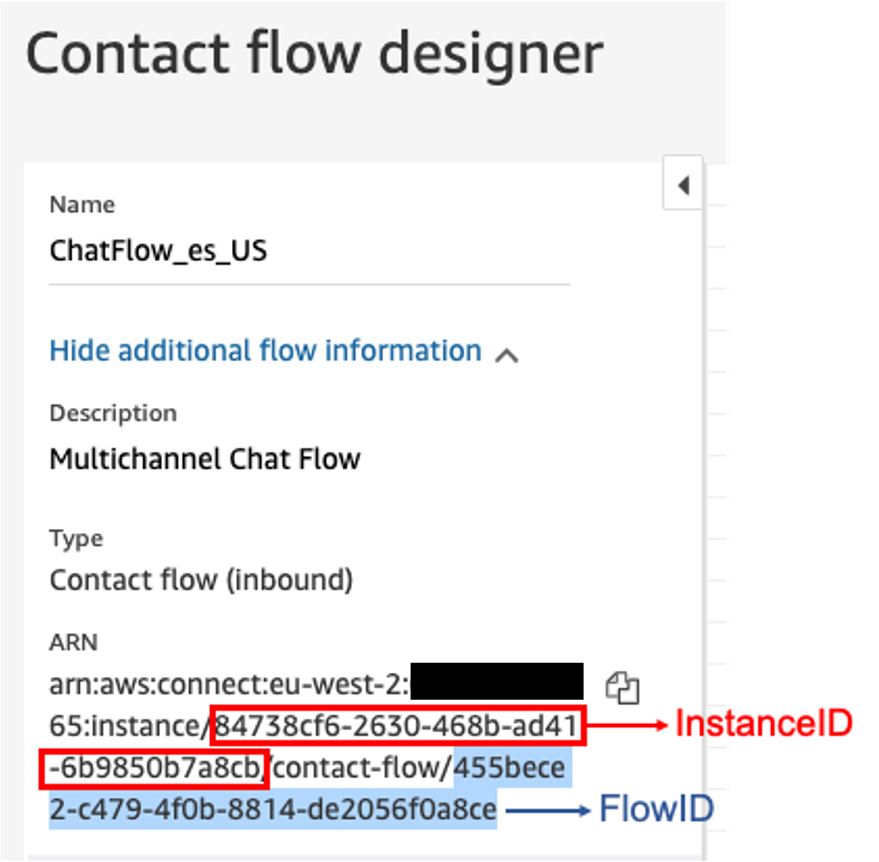 Contact flow designer
Name
ChatFlow_es_US
Hide additional flow information
Description
Multichannel Chat Flow
Type
Contact flow (inbound)
ARN
arn:aws:connect:eu-west-2:
65:instance/84738cf6-2630-468b-ad41 InstanceID
-6b9850b7a8cb/contact-flow/455bece
2-c479-4f0b-8814-de2056f0a8ce FlowID